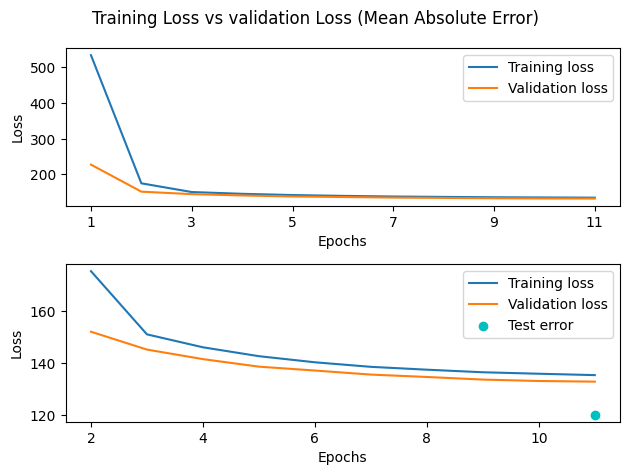 Training Loss vs validation Loss (Mean Absolute Error)
500
400
300
200
Loss
Training loss
Validation loss
1 3 5 7 9 11
Epochs
160
140
120
Loss
Training loss
Validation loss
Test error
2 4 6 8 10
Epochs